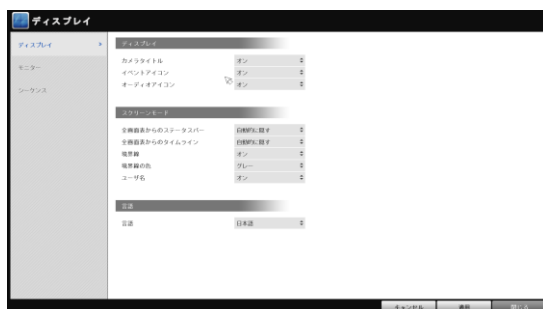 ディスプレイ
ディスプレイ
モニター
シーケンス
ディスプレイ
カメラタイトル オン
イベントアイコン オン
オーディオアイコン オン
スクリーンモード
全画面表からのステータスバー 自動的に隠す
全画面表からのタイムライン 自動的に隠す
境界線 オン
境界線の色 グレー
ユーザ名 オン
言語
言語 日本語
キャンセル 適用 閉じる